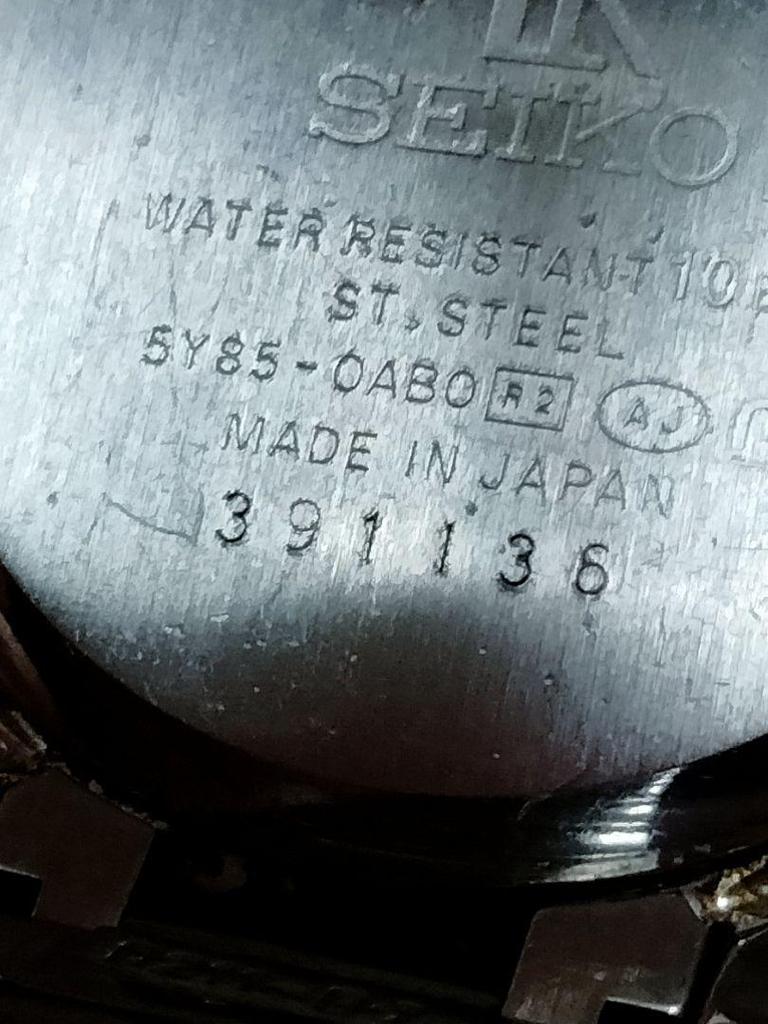 SEIKO
WATER RESISTANT 10
ST. STEEL
5Y85-0AB0 R2 AJ
MADE IN JAPAN
391136